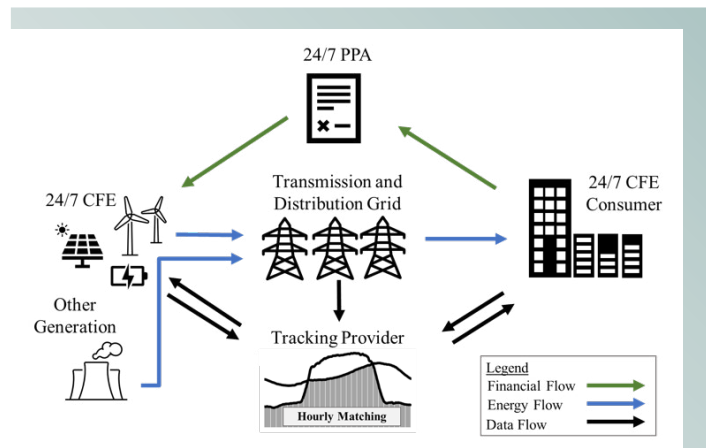 24/7 PPA
24/7 CFE
Transmission and
Distribution Grid
24/7 CFE
Consumer
Other
Generation
Tracking Provider
Hourly Matching
Legend
Financial Flow
Energy Flow
Data Flow